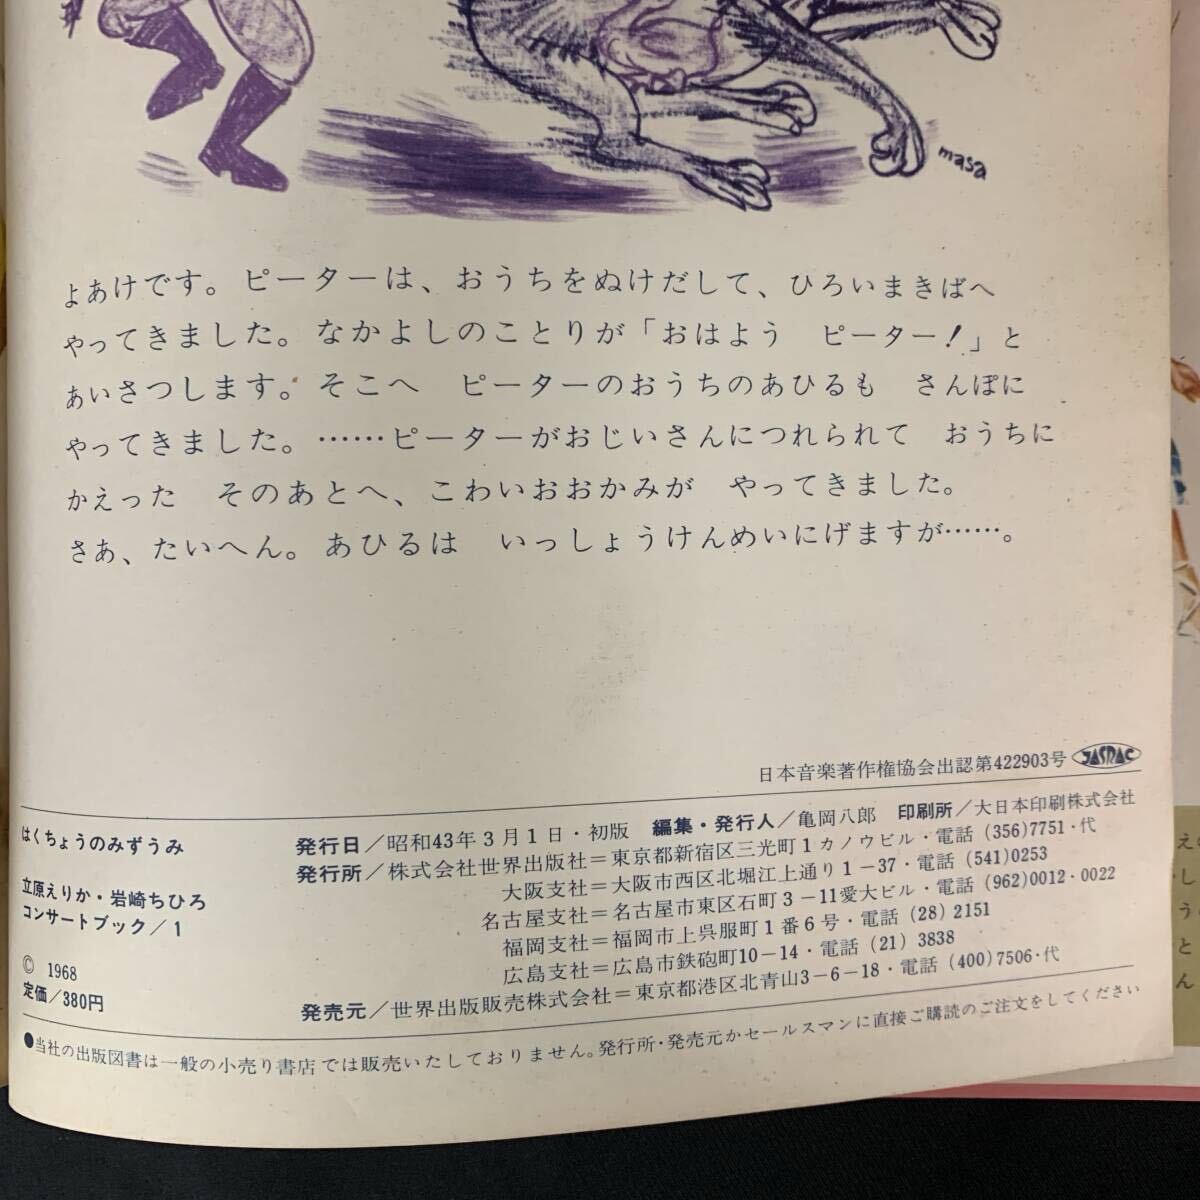 masa
よあけです。ピーターは、おうちをぬけだして、ひろいまきばへ
やってきました。なかよしのことりが「おはよう　ピーター！」と
あいさつします。そこへ　ピーターのおうちのあひるも　さんぽに
やってきました。……ピーターがおじいさんにつれられて　おうちに
かえった　そのあとへ、こわいおおかみが　やってきました。
さあ、たいへん。あひるは　いっしょうけんめいにげますが……。
日本音楽著作権協会出認第422903号 JASRAC
はくちょうのみずうみ
立原えりか・岩崎ちひろ
コンサートブック／1
© 1968
定価／380円
発行日／昭和43年3月1日・初版　編集・発行人／亀岡八郎　印刷所／大日本印刷株式会社
発行所／株式会社世界出版社＝東京都新宿区三光町1カノウビル・電話(356)7751・代
大阪支社＝大阪市西区北堀江上通り1-37・電話(541)0253
名古屋支社＝名古屋市東区石町3-11愛大ビル・電話(962)0012・0022
福岡支社＝福岡市上呉服町1番6号・電話(28)2151
広島支社＝広島市鉄砲町10-14・電話(21)3838
発売元／世界出版販売株式会社＝東京都港区北青山3-6-18・電話(400)7506・代
●当社の出版図書は一般の小売り書店では販売いたしておりません。発行所・発売元かセールスマンに直接ご購読のご注文をしてください
え
し
う
と
ん